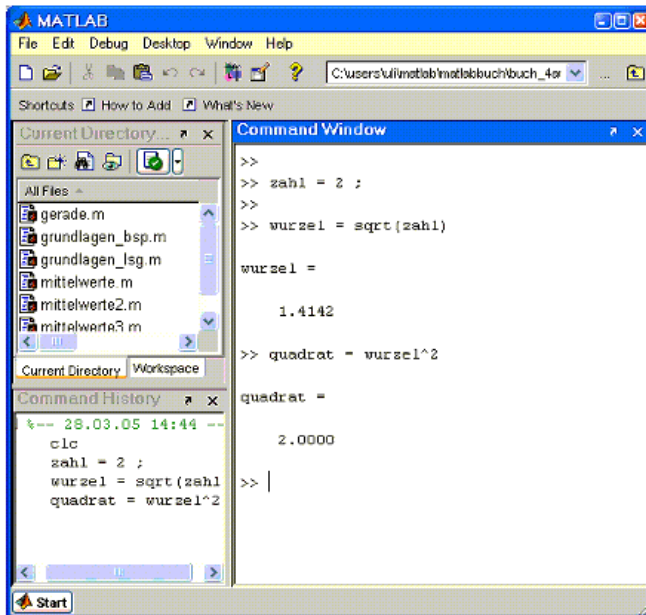 MATLAB
File Edit Debug Desktop Window Help
C:\users\uli\matlab\matlabbuch\buch_4
...
Shortcuts How to Add What's New
Current Directory...
All Files
gerade.m
grundlagen_bsp.m
grundlagen_lsg.m
mittelwerte.m
mittelwerte2.m
mittelwerte3.m
Current Directory Workspace
Command History
%-- 28.03.05 14:44 --
clc
zahl = 2 ;
wurzel = sqrt(zahl
quadrat = wurzel^2
Command Window
>>
>> zahl = 2 ;
>>
>> wurzel = sqrt(zahl)
wurzel =
1.4142
>> quadrat = wurzel^2
quadrat =
2.0000
>>
Start